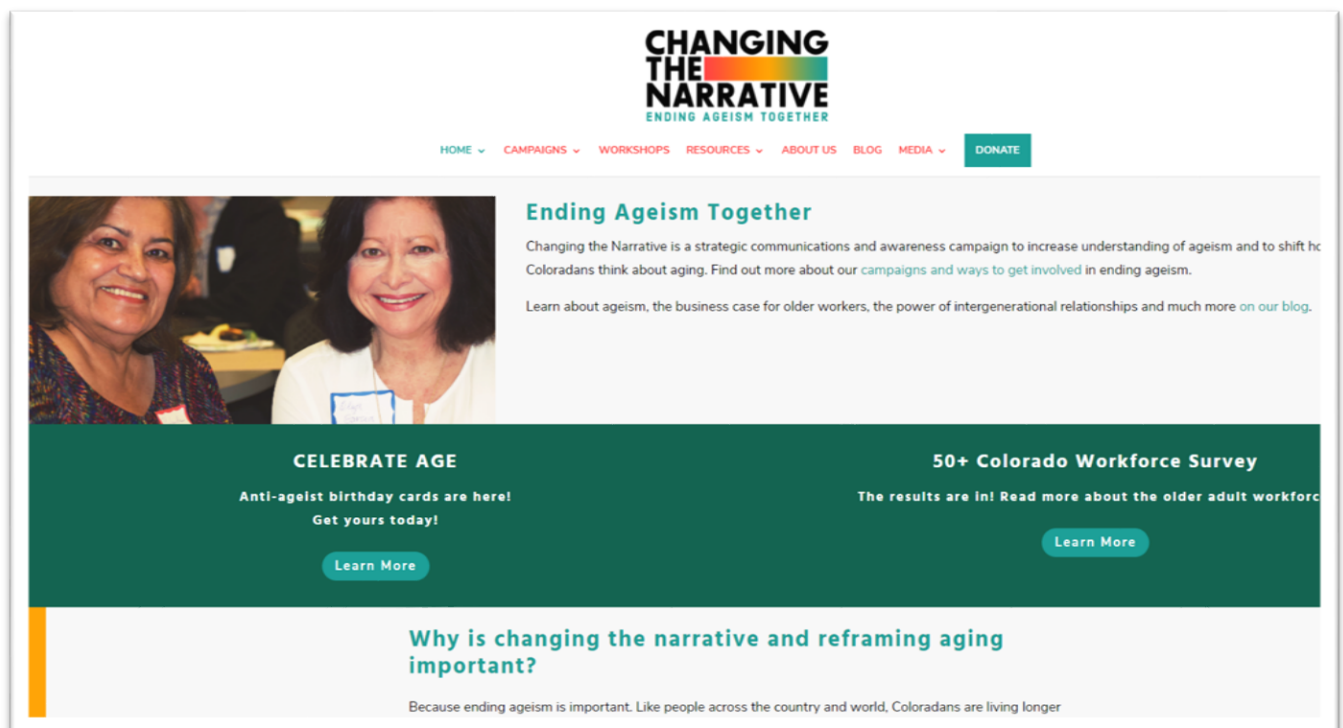 CHANGING
THE
NARRATIVE
ENDING AGEISM TOGETHER
HOME CAMPAIGNS WORKSHOPS RESOURCES ABOUT US BLOG MEDIA DONATE
Ending Ageism Together
Changing the Narrative is a strategic communications and awareness campaign to increase understanding of ageism and to shift
Coloradans think about aging. Find out more about our campaigns and ways to get involved in ending ageism.
Learn about ageism, the business case for older workers, the power of intergenerational relationships and much more on our blog.
CELEBRATE AGE
Anti-ageist birthday cards are here!
Get yours today!
Learn More
50+ Colorado Workforce Survey
The results are in! Read more about the older adult workforc
Learn More
Why is changing the narrative and reframing aging
important?
Because ending ageism is important. Like people across the country and world, Coloradans are living longer